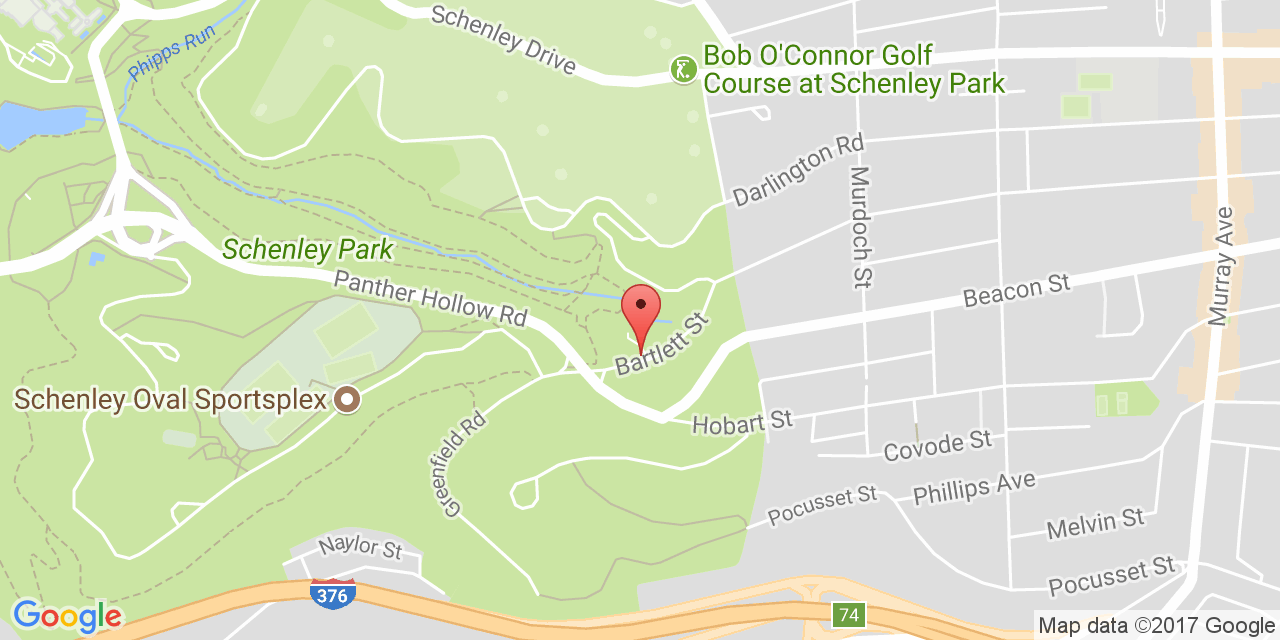 Phipps Run
Schenley Drive
Bob O'Connor Golf
Course at Schenley Park
Darlington Rd
Murdoch St
Murray Ave
Schenley Park
Panther Hollow Rd
Beacon St
Bartlett St
Schenley Oval Sportsplex
Hobart St
Greenfield Rd
Covode St
Phillips Ave
Pocusset St
Melvin St
Naylor St
Pocusset St
376
74
Google
Map data ©2017 Google